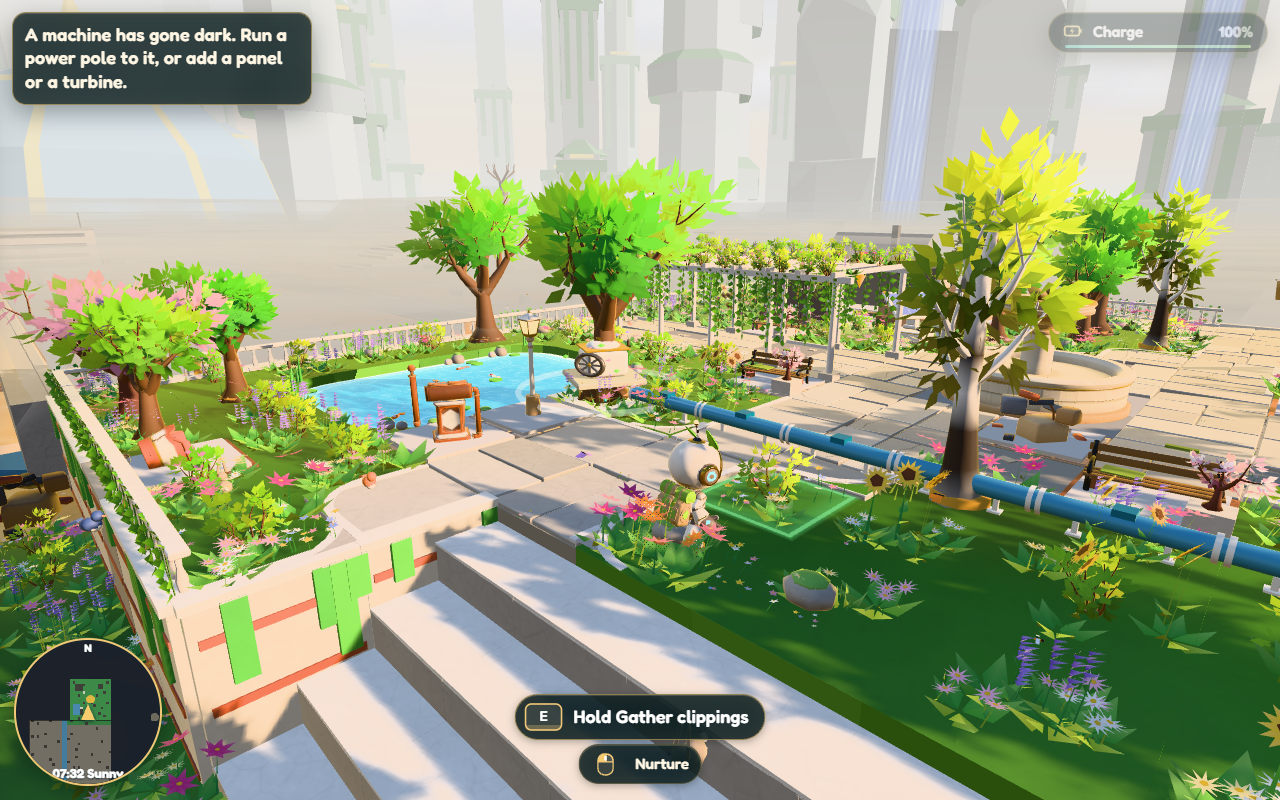 A machine has gone dark. Run a
power pole to it, or add a panel
or a turbine.
Charge 100%
N
07:32 Sunny
E Hold Gather clippings
Nurture